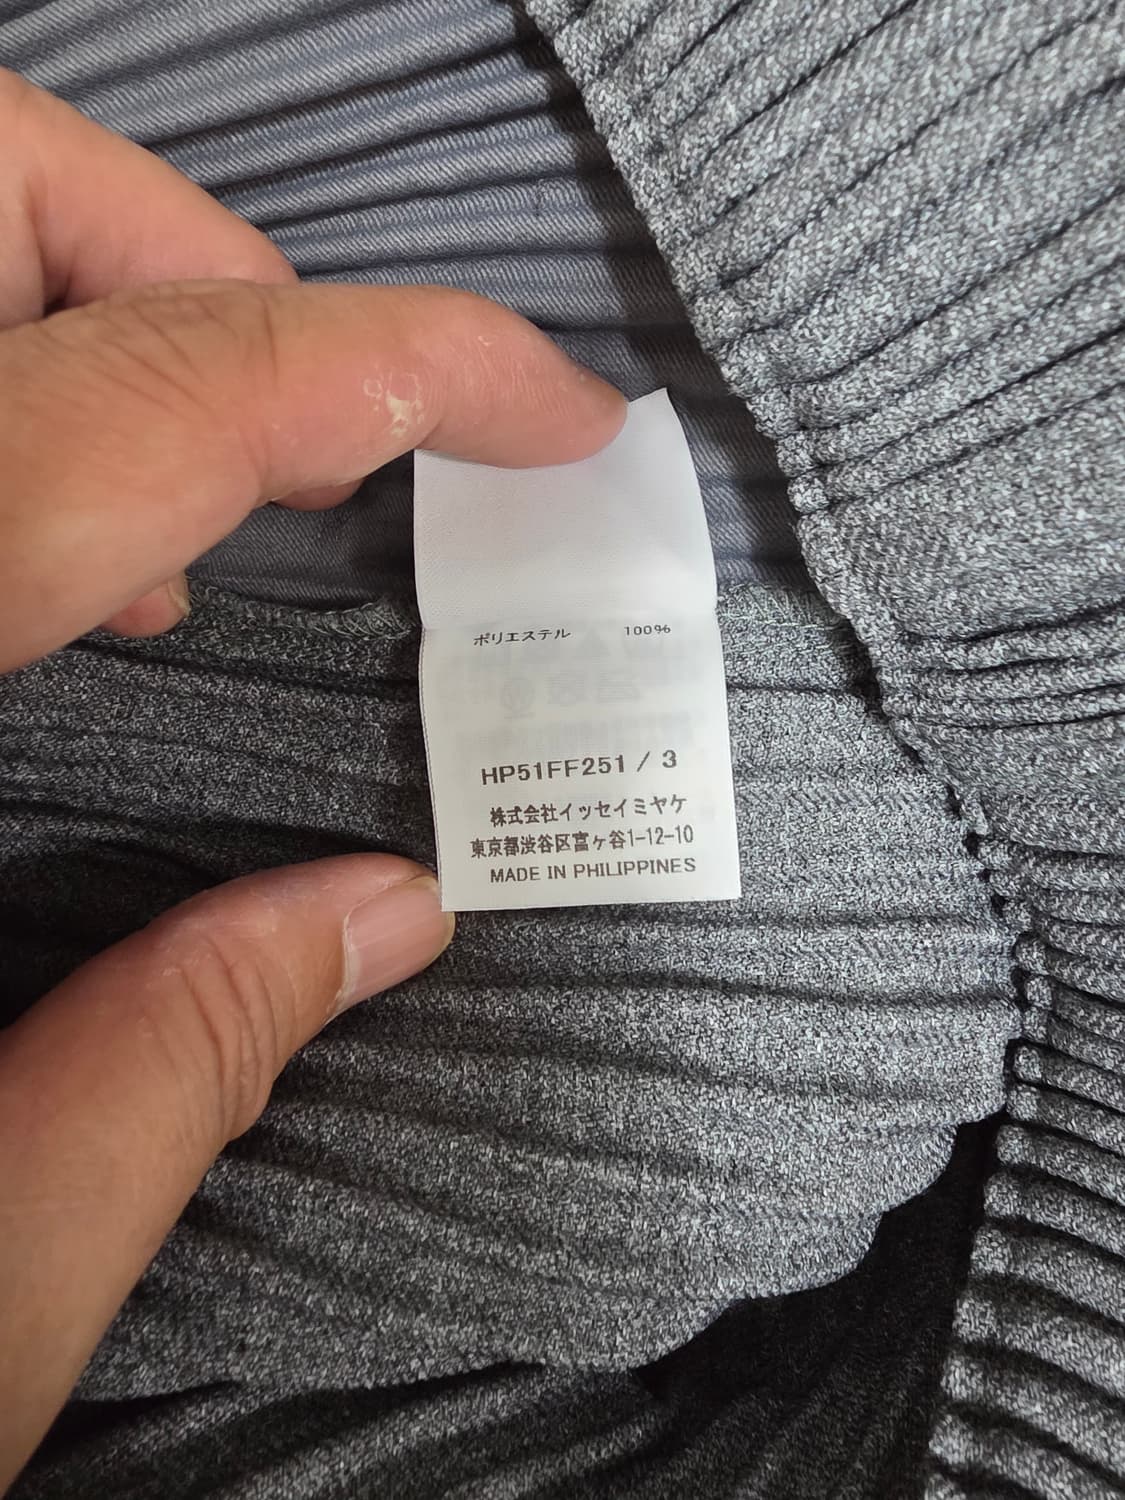 ポリエステル 100%
HP51FF251 / 3
株式会社イッセイミヤケ
東京都渋谷区富ヶ谷1-12-10
MADE IN PHILIPPINES